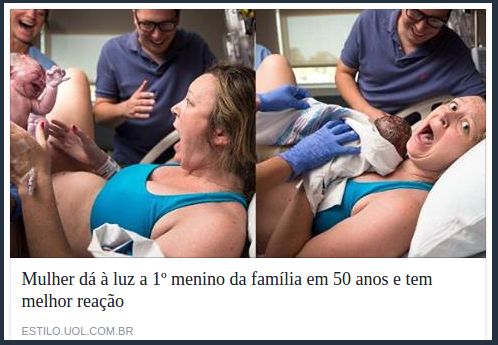 Mulher dá à luz a 1º menino da família em 50 anos e tem
melhor reação
ESTILO.UOL.COM.BR